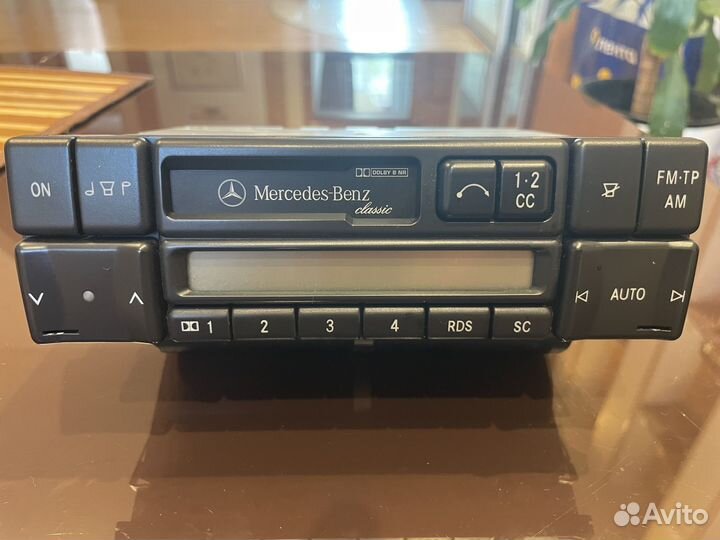 DOLBY B NR
ON
Mercedes-Benz
classic
1·2
CC
FM·TP
AM
AUTO
1
2
3
4
RDS
SC
Лента
Avito